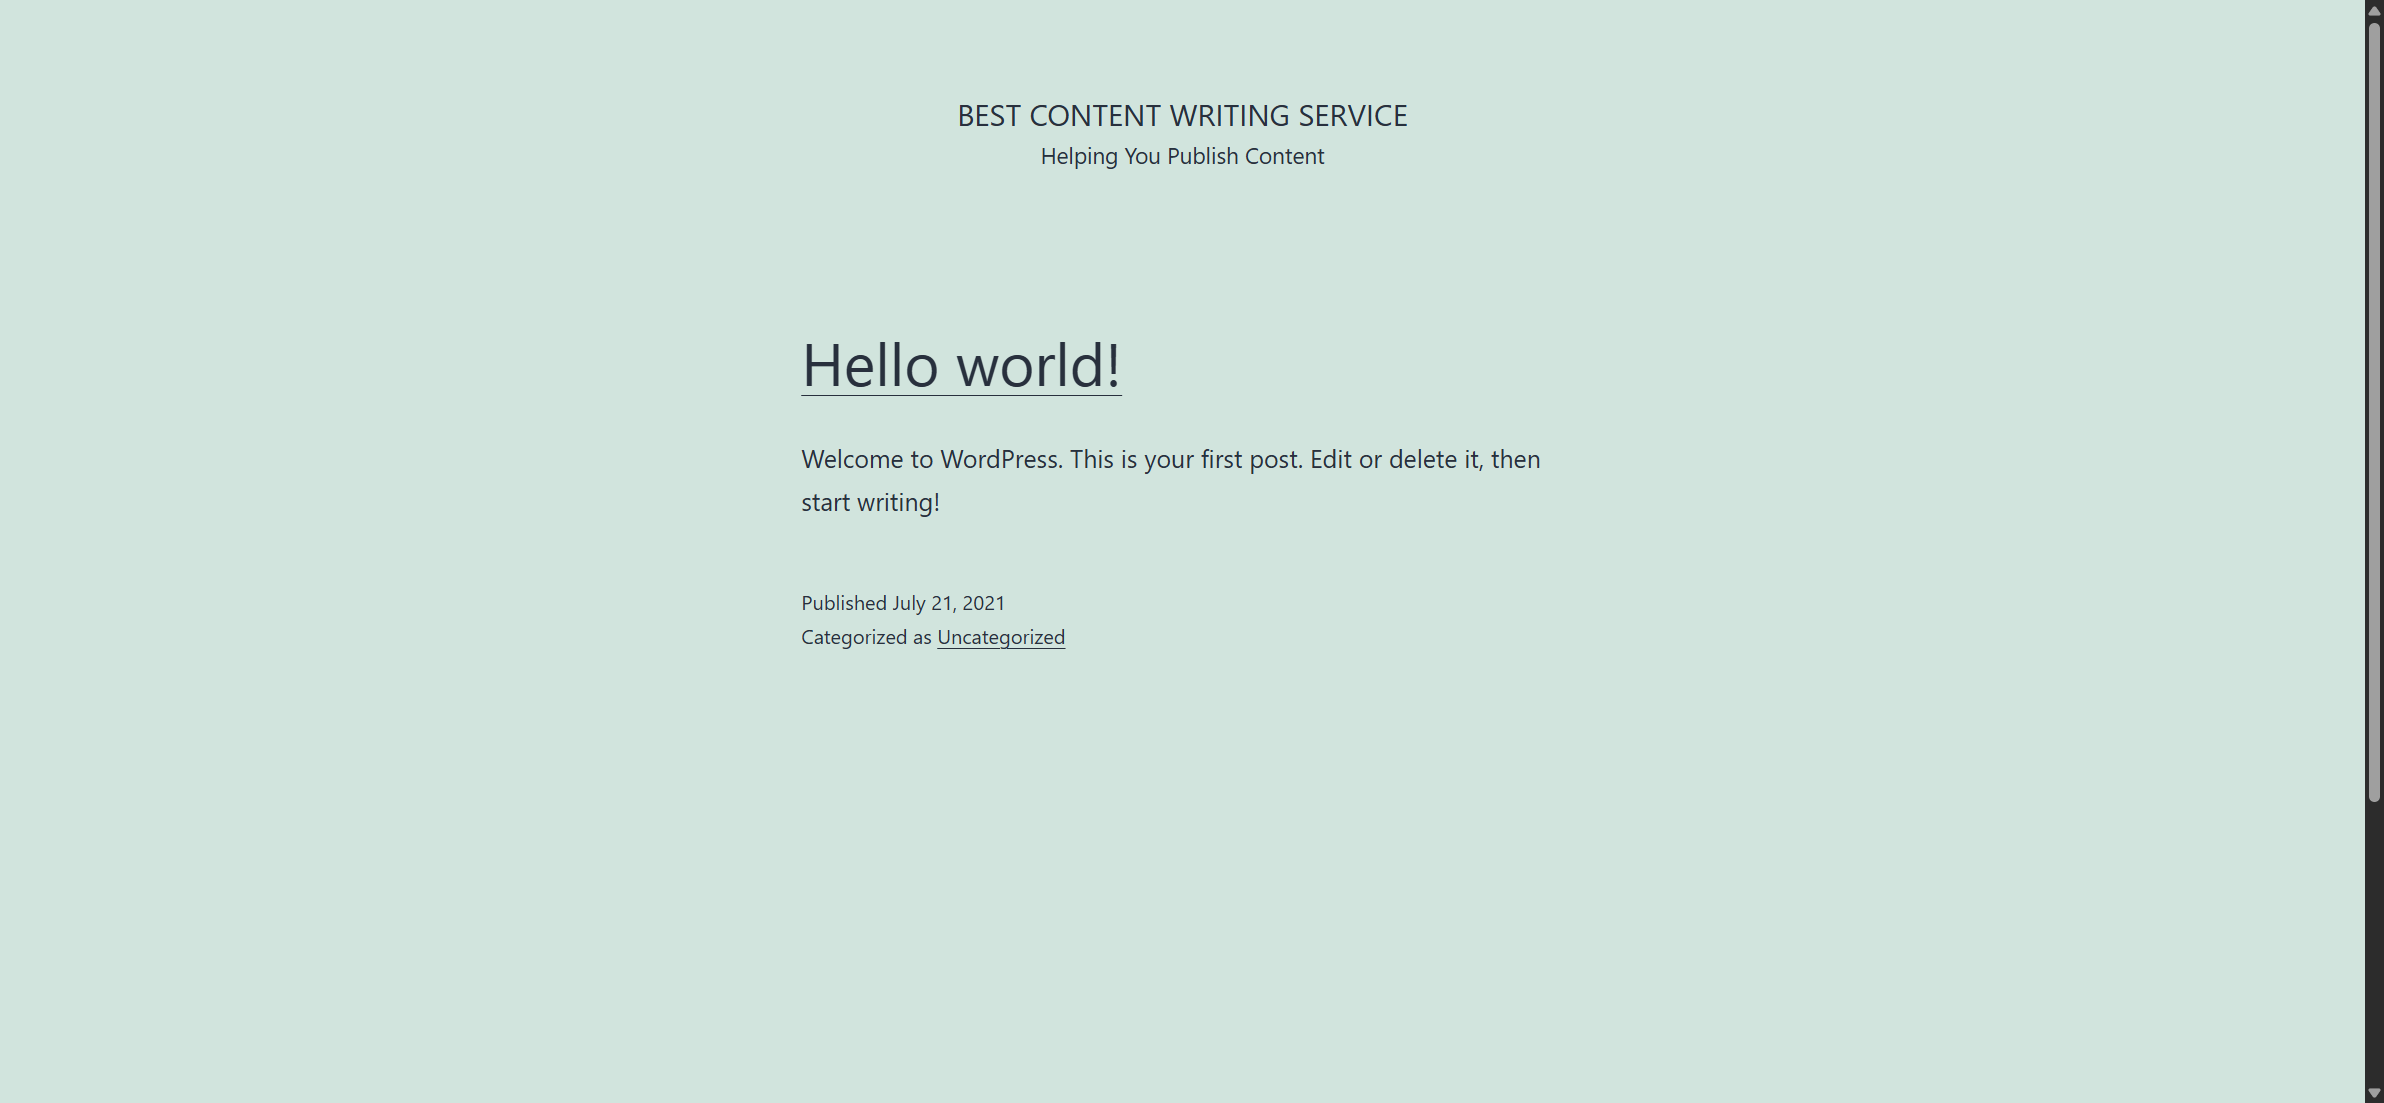 BEST CONTENT WRITING SERVICE
Helping You Publish Content
Hello world!
Welcome to WordPress. This is your first post. Edit or delete it, then
start writing!
Published July 21, 2021
Categorized as Uncategorized